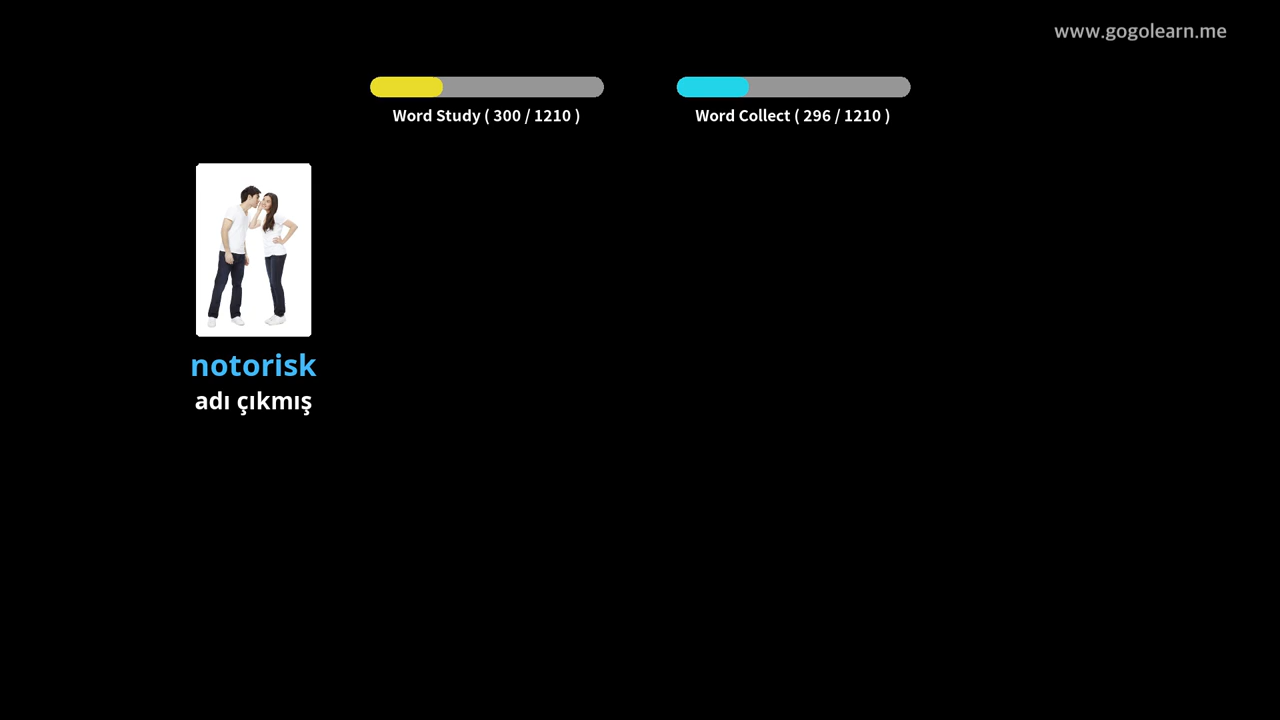 www.gogolearn.me
Word Study ( 300 / 1210 )
Word Collect ( 296 / 1210 )
notorisk
adı çıkmış